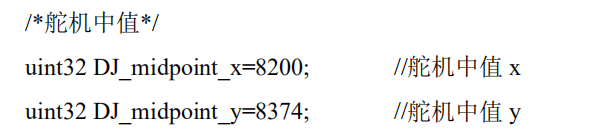 /*舵机中值*/
uint32 DJ_midpoint_x=8200; //舵机中值 x
uint32 DJ_midpoint_y=8374; //舵机中值 y